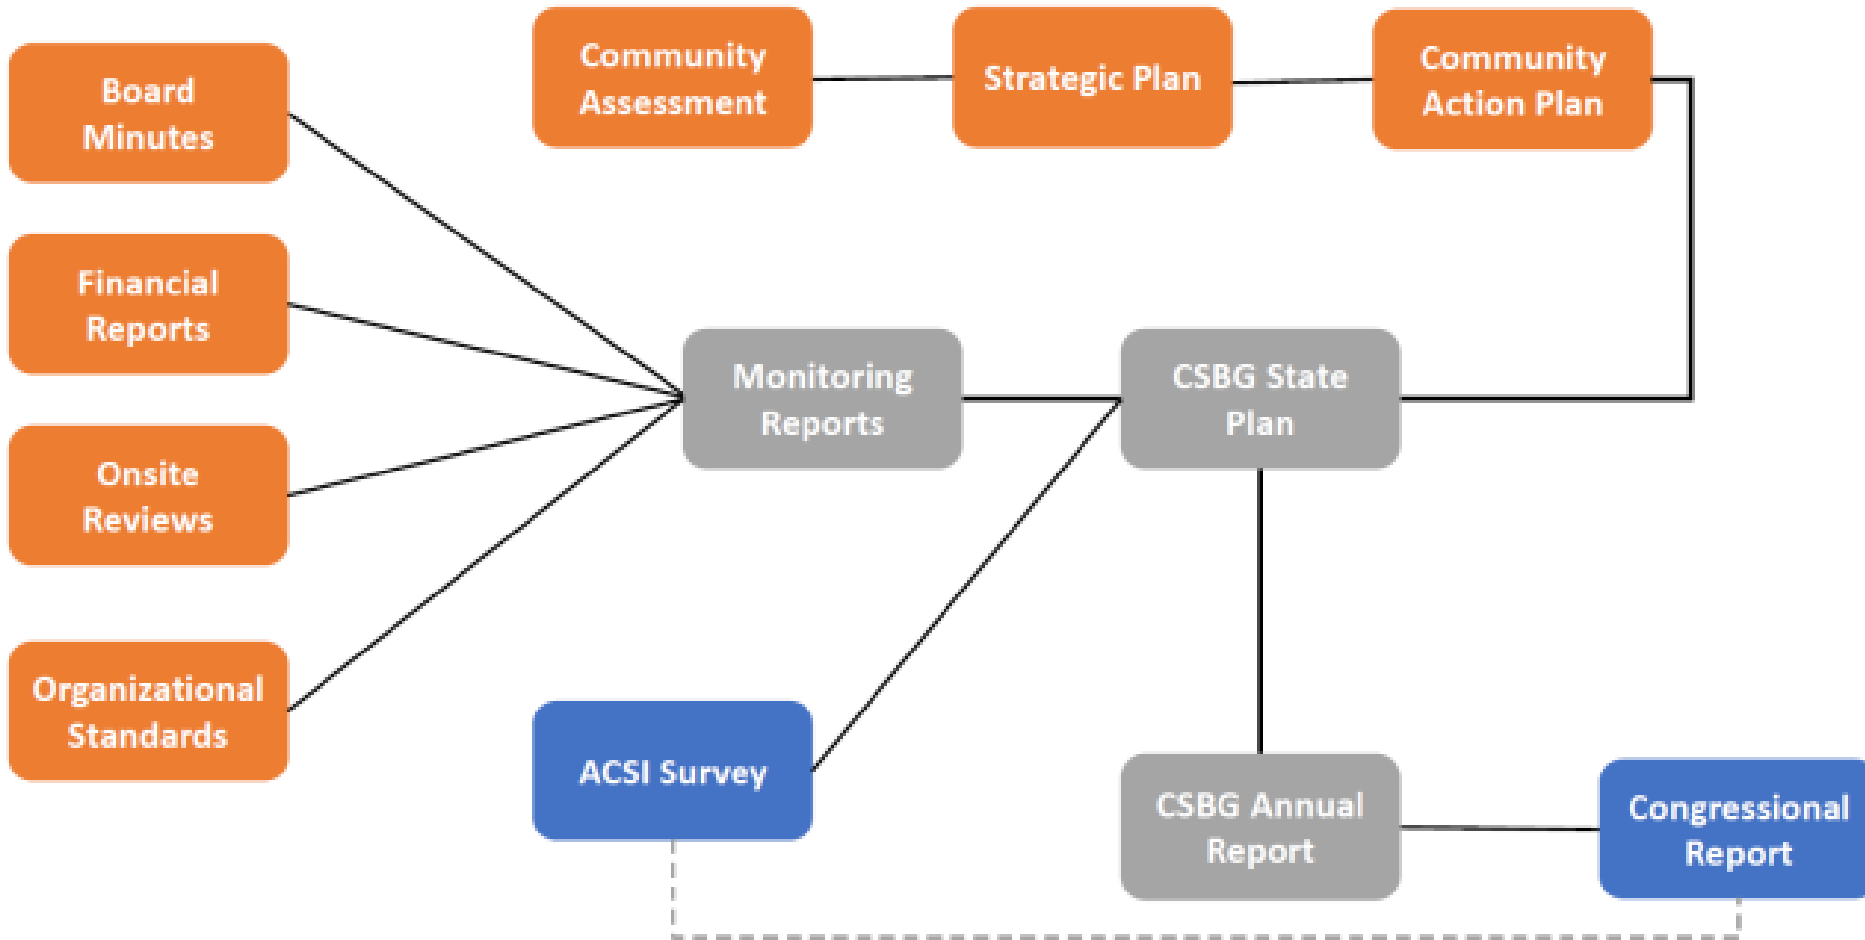 Board
Minutes
Community
Assessment
Strategic Plan
Community
Action Plan
Financial
Reports
Monitoring
Reports
CSBG State
Plan
Onsite
Reviews
Organizational
Standards
ACSI Survey
CSBG Annual
Report
Congressional
Report